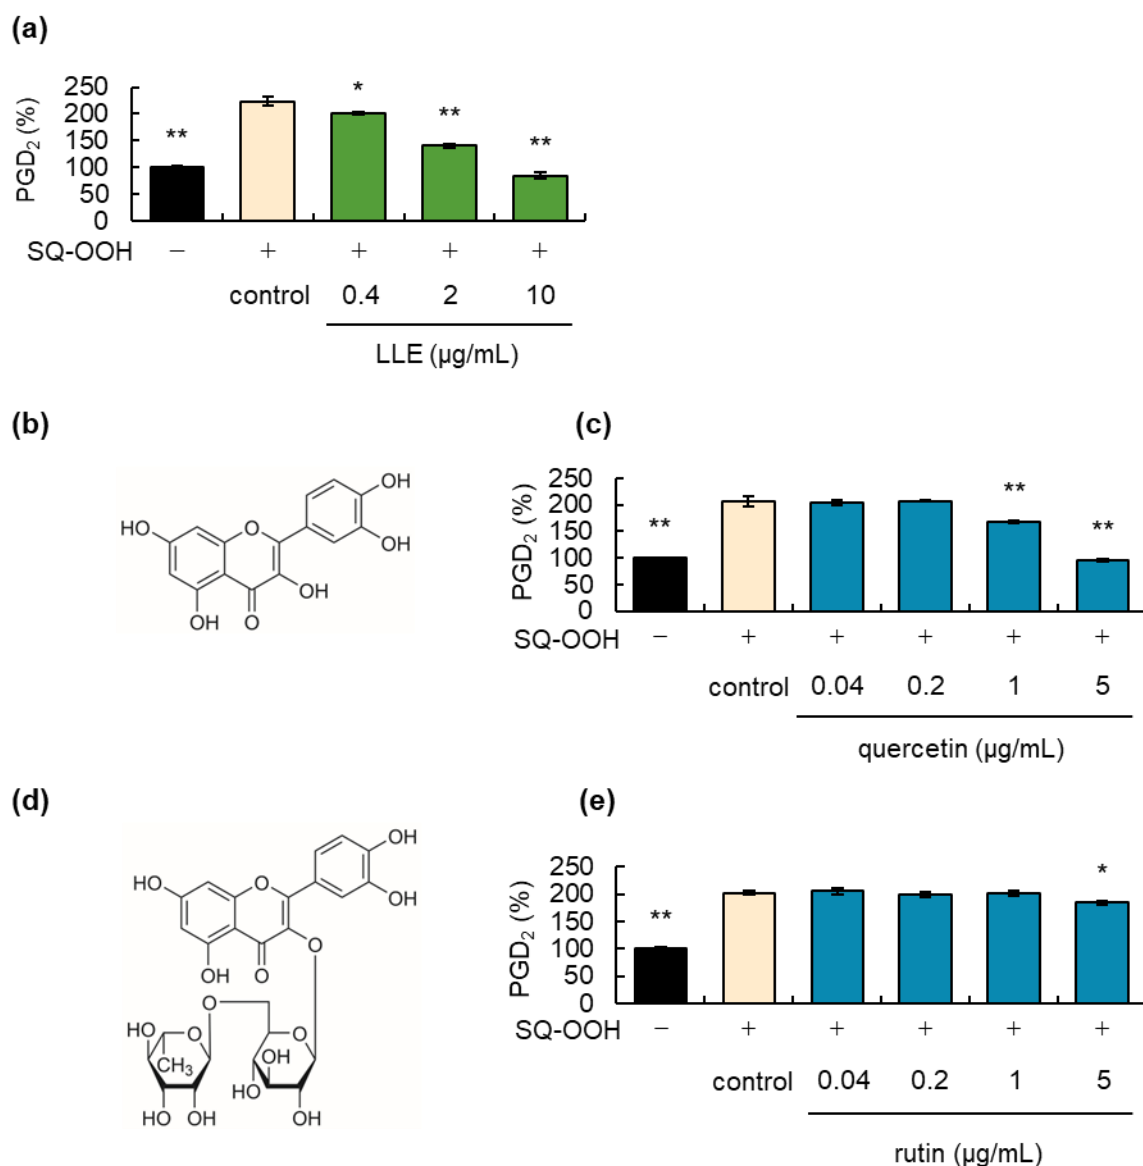 (a)
PGD₂ (%)
250
200
150
100
50
0
** * ** **
SQ-OOH − + + + +
control 0.4 2 10
LLE (µg/mL)
(b)
OH
HO O
OH
OH
OH O
(c)
PGD₂ (%)
250
200
150
100
50
0
** ** **
SQ-OOH − + + + + +
control 0.04 0.2 1 5
quercetin (µg/mL)
(d)
OH
HO O
OH
O
OH O
O
HO O O
CH₃ HO
HO
HO OH OH
OH
(e)
PGD₂ (%)
250
200
150
100
50
0
** *
SQ-OOH − + + + + +
control 0.04 0.2 1 5
rutin (µg/mL)